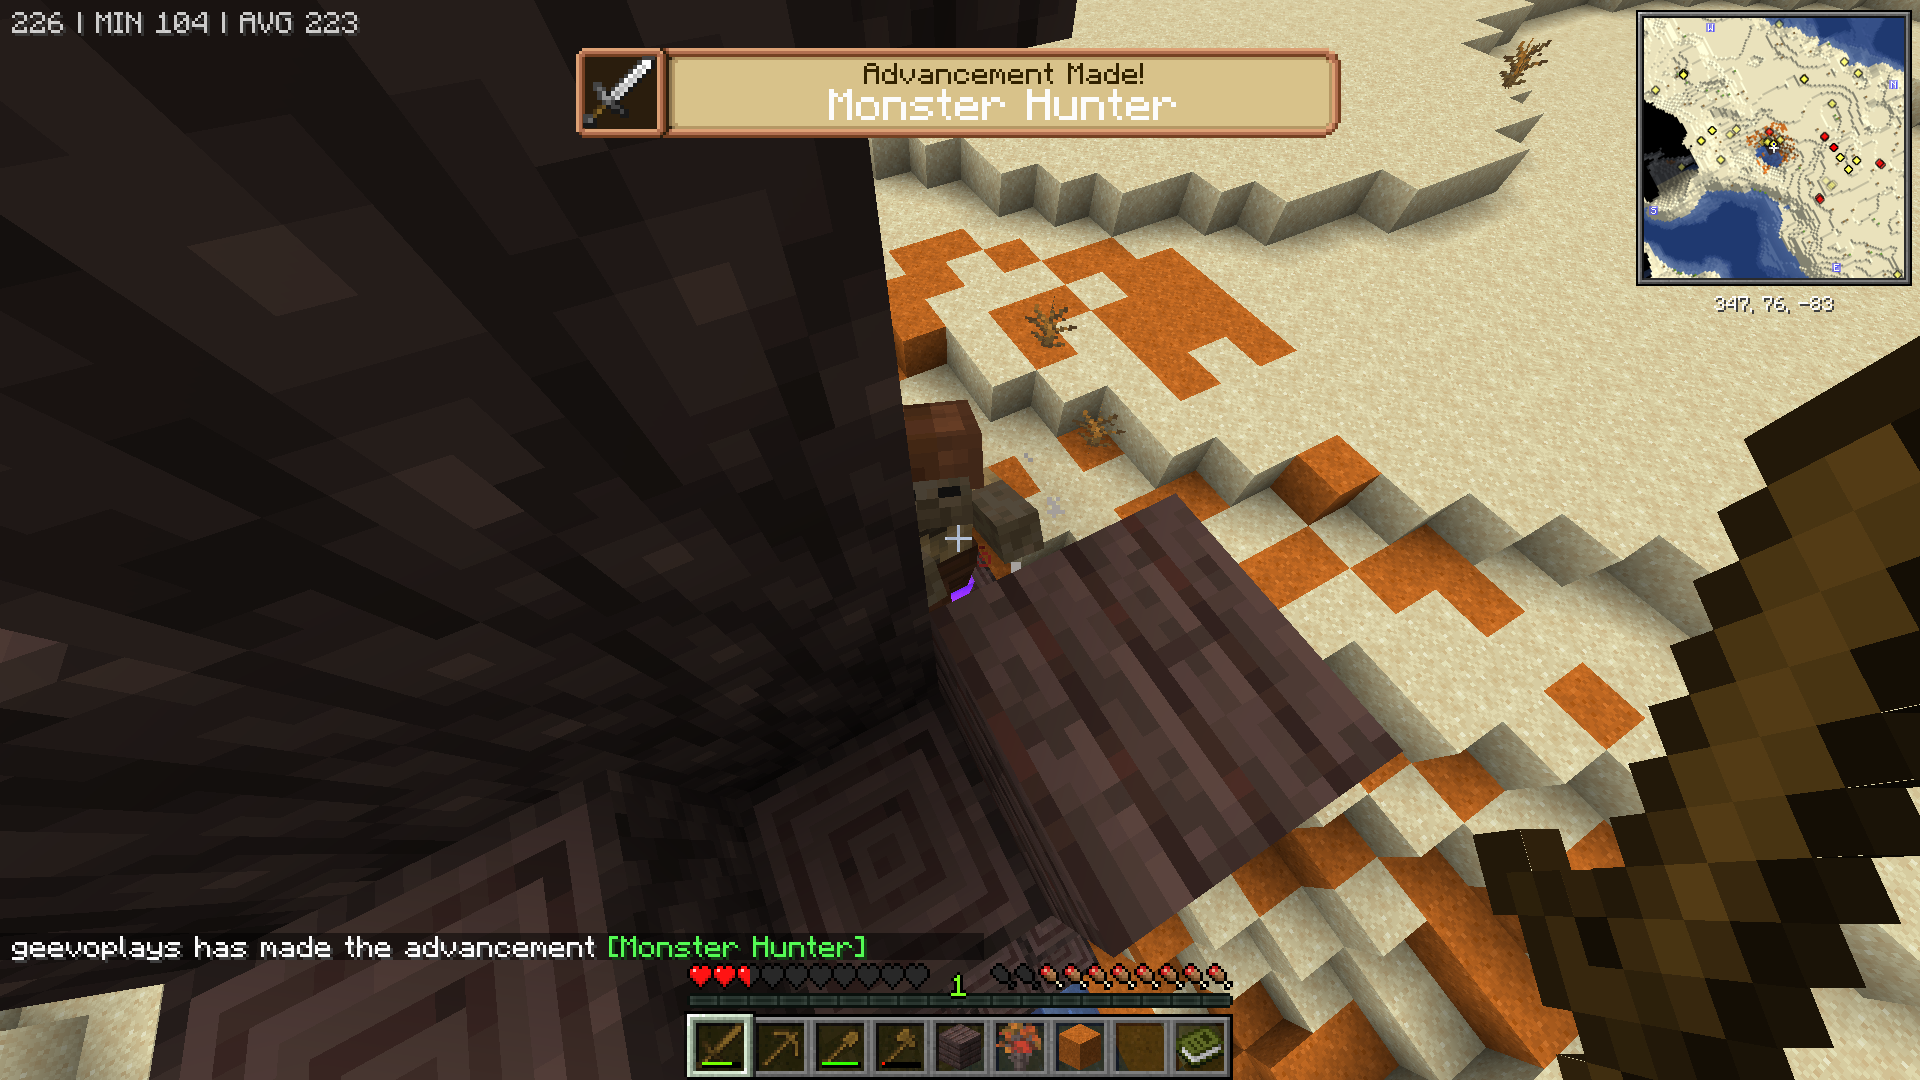 226 | MIN 104 | AVG 223
Advancement Made!
Monster Hunter
W
N
S
E
347, 76, -83
geevoplays has made the advancement [Monster Hunter]
1